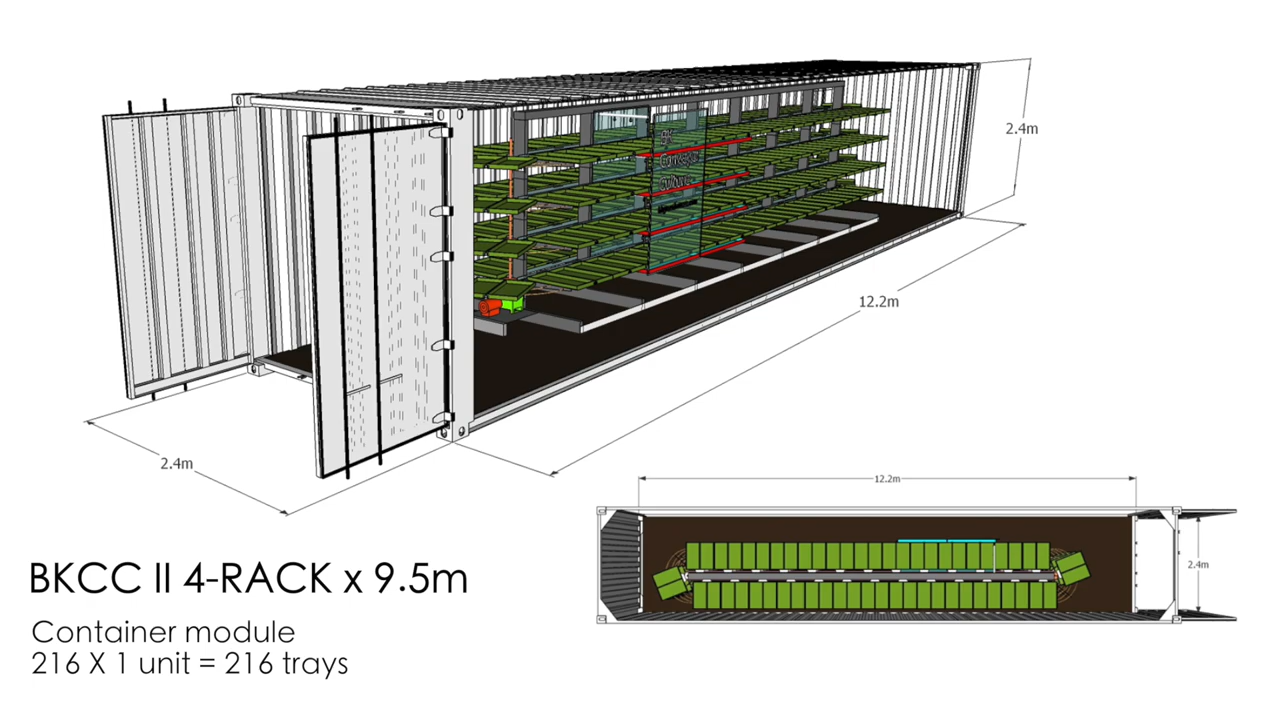 2.4m
12.2m
2.4m
12.2m
2.4m
BKCC II 4-RACK x 9.5m
Container module
216 X 1 unit = 216 trays